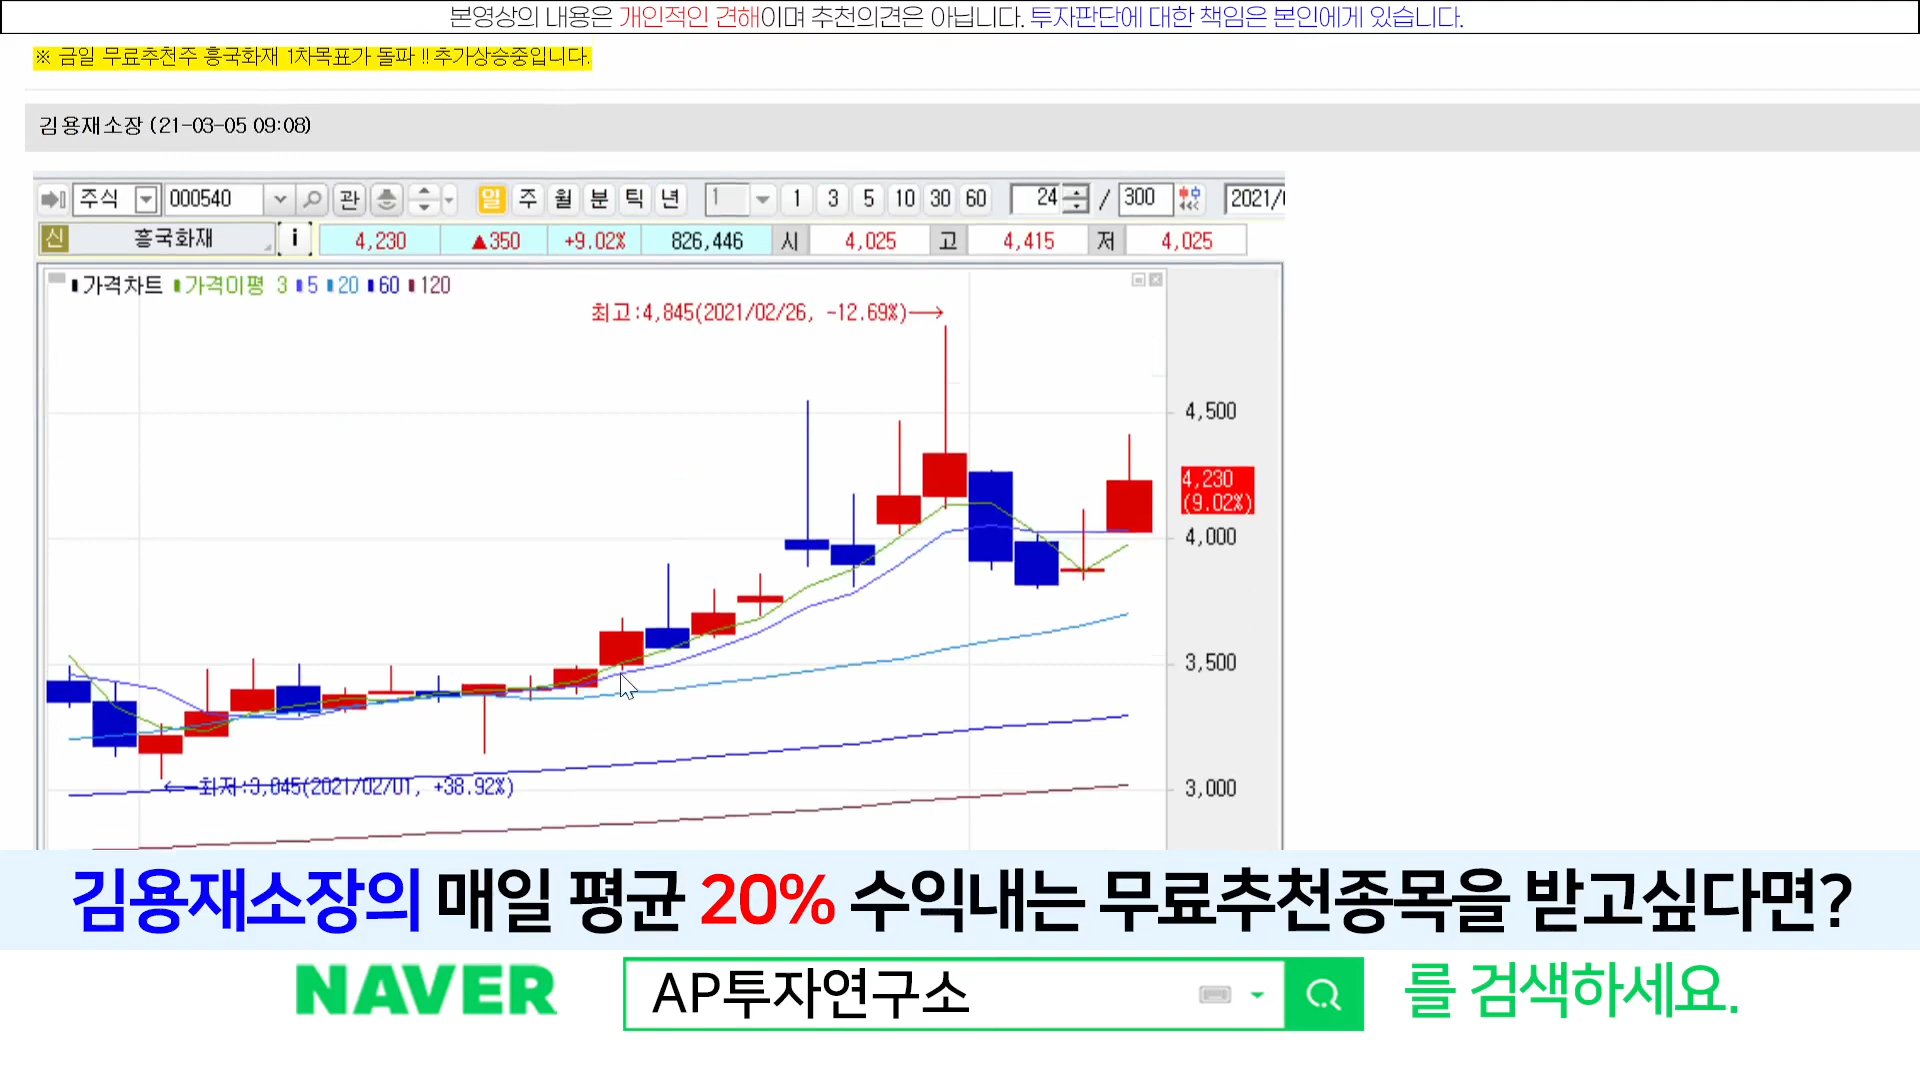 본영상의 내용은 개인적인 견해이며 추천의견은 아닙니다. 투자판단에 대한 책임은 본인에게 있습니다.
※ 금일 무료추천주 흥국화재 1차목표가 돌파 !! 추가상승중입니다.
김용재소장 (21-03-05 09:08)
주식 000540 관 일 주 월 분 틱 년 1 1 3 5 10 30 60 24 / 300 2021/
신 흥국화재 i 4,230 ▲350 +9.02% 826,446 시 4,025 고 4,415 저 4,025
가격차트 가격이평 3 5 20 60 120
최고:4,845(2021/02/26, -12.69%)→
4,500
4,230
(9.02%)
4,000
3,500
←최저:3,045(2021/02/01, +38.92%)
3,000
김용재소장의 매일 평균 20% 수익내는 무료추천종목을 받고싶다면?
NAVER AP투자연구소 를 검색하세요.